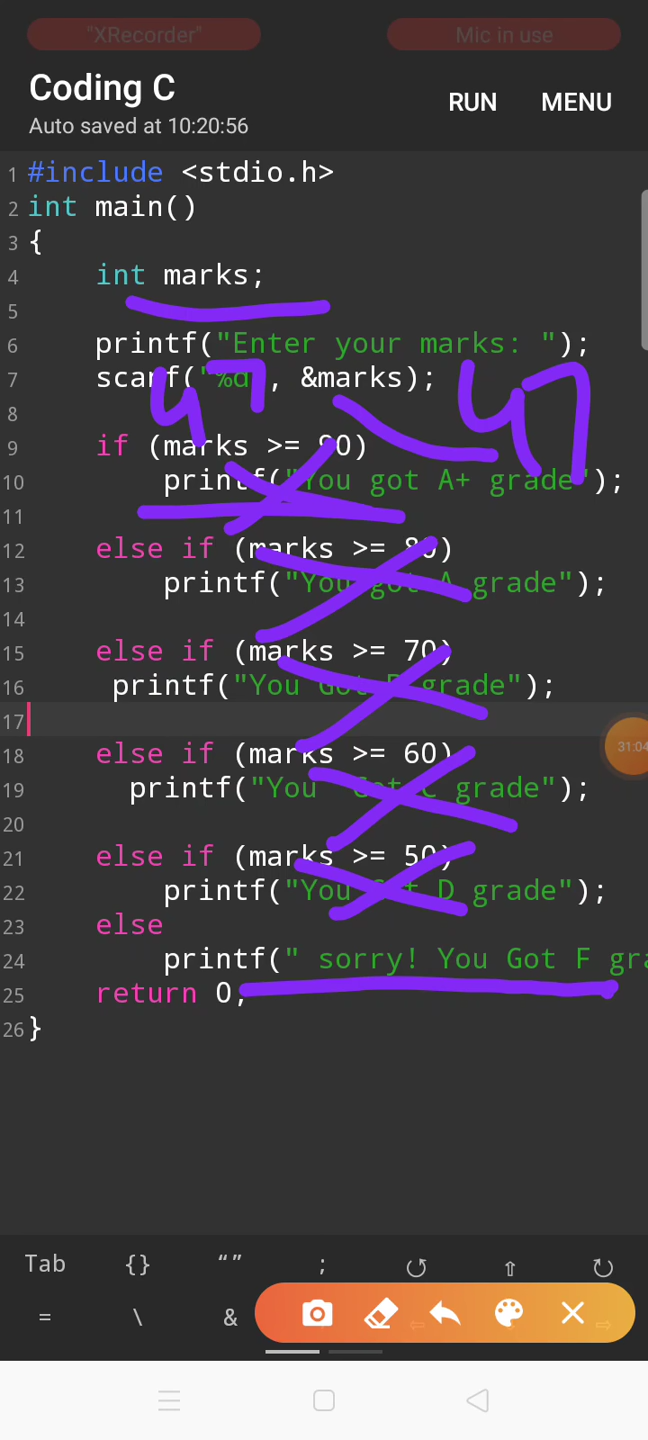 "XRecorder" Mic in use
Coding C
RUN MENU
Auto saved at 10:20:56
1 #include <stdio.h>
2 int main()
3 {
4 int marks;
5
6 printf("Enter your marks: ");
7 scarf("%d", &marks);
47 47
8
9 if (marks >= 90)
10 printf("You got A+ grade");
11
12 else if (marks >= 80)
13 printf("You got A grade");
14
15 else if (marks >= 70)
16 printf("You Got B grade");
17
18 else if (marks >= 60)
19 printf("You Got C grade");
20
21 else if (marks >= 50)
22 printf("You Got D grade");
23 else
24 printf(" sorry! You Got F gra
25 return 0;
26 }
31:04
Tab {} “” ;
= \ &